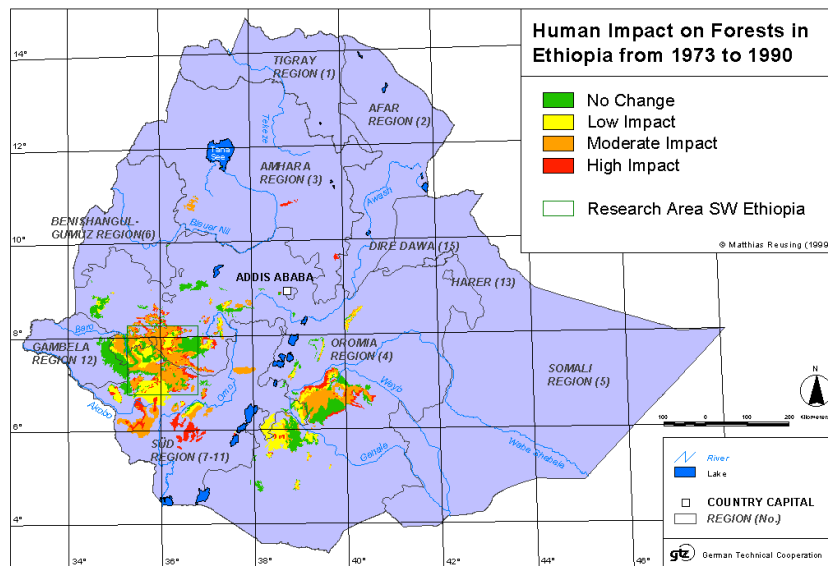 Human Impact on Forests in
Ethiopia from 1973 to 1990
No Change
Low Impact
Moderate Impact
High Impact
Research Area SW Ethiopia
© Matthias Reusing (1999
14°
12°
10°
8°
6°
4°
34°
36°
38°
40°
42°
44°
46°
TIGRAY
REGION (1)
AFAR
REGION (2)
Tekeze
Tana
See
AMHARA
REGION (3)
Awash
BENISHANGUL-
GUMUZ REGION(6)
Blauer Nil
DIRE DAWA (15)
ADDIS ABABA
HARER (13)
Baro
GAMBELA
REGION 12)
OROMIA
REGION (4)
SOMALI
REGION (5)
Omo
Weyb
Akobo
SÜD
REGION (7-11)
Genale
Waba Shebele
N
100 0 100 200
Kilometers
River
Lake
COUNTRY CAPITAL
REGION (No.)
gtz German Technical Cooperation